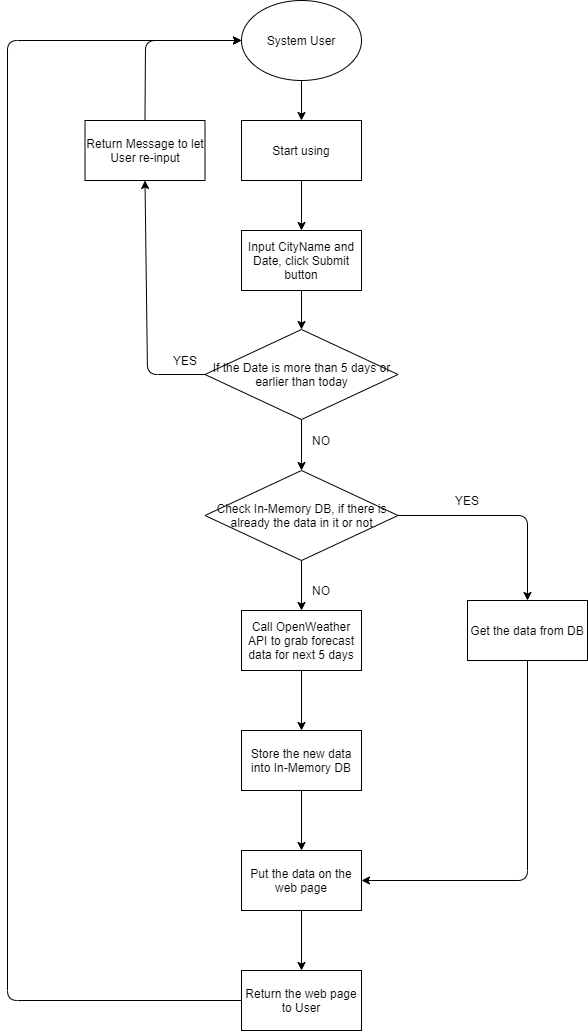 System User
Start using
Return Message to let
User re-input
Input CityName and
Date, click Submit
button
YES
If the Date is more than 5 days or
earlier than today
NO
Check In-Memory DB, if there is
already the data in it or not
YES
NO
Call OpenWeather
API to grab forecast
data for next 5 days
Get the data from DB
Store the new data
into In-Memory DB
Put the data on the
web page
Return the web page
to User